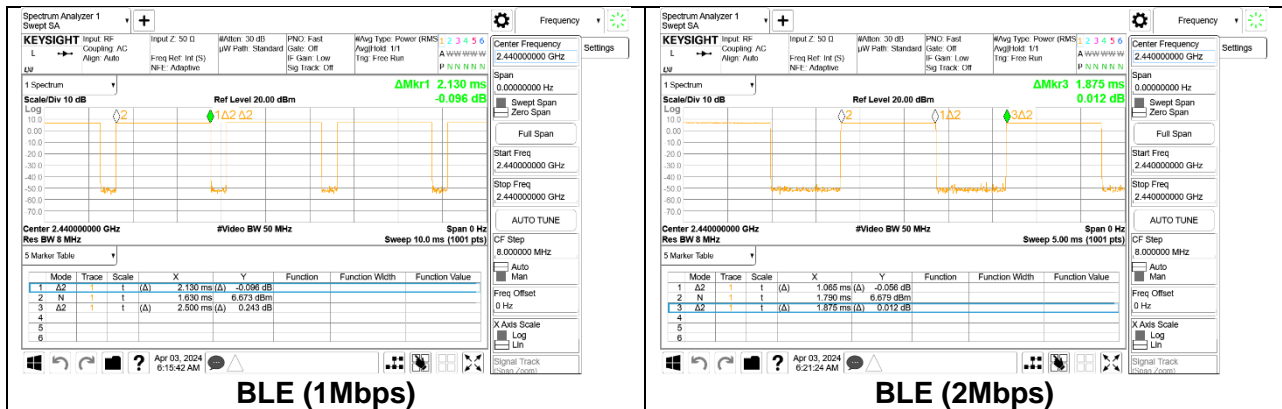 Spectrum Analyzer 1
Swept SA
Frequency
KEYSIGHT
L
Input: RF
Coupling: AC
Align: Auto
Input Z: 50 Ω
Freq Ref: Int (S)
NFE: Adaptive
#Atten: 30 dB
µW Path: Standard
PNO: Fast
Gate: Off
IF Gain: Low
Sig Track: Off
#Avg Type: Power (RMS)
Avg|Hold: 1/1
Trig: Free Run
1 2 3 4 5 6
A W W W W W
P N N N N N
Center Frequency
2.440000000 GHz
Settings
Span
0.00000000 Hz
Swept Span
Zero Span
Full Span
Start Freq
2.440000000 GHz
Stop Freq
2.440000000 GHz
AUTO TUNE
CF Step
8.000000 MHz
Auto
Man
Freq Offset
0 Hz
X Axis Scale
Log
Lin
Signal Track
(Span Zoom)
1 Spectrum
ΔMkr1 2.130 ms
-0.096 dB
Scale/Div 10 dB
Ref Level 20.00 dBm
Log
10.0
0.00
-10.0
-20.0
-30.0
-40.0
-50.0
-60.0
-70.0
2
1Δ2
Δ2
Center 2.440000000 GHz
#Video BW 50 MHz
Span 0 Hz
Res BW 8 MHz
Sweep 10.0 ms (1001 pts)
5 Marker Table
Mode Trace Scale X Y Function Function Width Function Value
1 Δ2 1 t (Δ) 2.130 ms (Δ) -0.096 dB
2 N 1 t 1.630 ms 6.673 dBm
3 Δ2 1 t (Δ) 2.500 ms (Δ) 0.243 dB
4
5
6
?
Apr 03, 2024
6:15:42 AM
BLE (1Mbps)
Spectrum Analyzer 1
Swept SA
Frequency
KEYSIGHT
L
Input: RF
Coupling: AC
Align: Auto
Input Z: 50 Ω
Freq Ref: Int (S)
NFE: Adaptive
#Atten: 30 dB
µW Path: Standard
PNO: Fast
Gate: Off
IF Gain: Low
Sig Track: Off
#Avg Type: Power (RMS)
Avg|Hold: 1/1
Trig: Free Run
1 2 3 4 5 6
A W W W W W
P N N N N N
Center Frequency
2.440000000 GHz
Settings
Span
0.00000000 Hz
Swept Span
Zero Span
Full Span
Start Freq
2.440000000 GHz
Stop Freq
2.440000000 GHz
AUTO TUNE
CF Step
8.000000 MHz
Auto
Man
Freq Offset
0 Hz
X Axis Scale
Log
Lin
Signal Track
(Span Zoom)
1 Spectrum
ΔMkr3 1.875 ms
0.012 dB
Scale/Div 10 dB
Ref Level 20.00 dBm
Log
10.0
0.00
-10.0
-20.0
-30.0
-40.0
-50.0
-60.0
-70.0
2
1Δ2
3Δ2
Center 2.440000000 GHz
#Video BW 50 MHz
Span 0 Hz
Res BW 8 MHz
Sweep 5.00 ms (1001 pts)
5 Marker Table
Mode Trace Scale X Y Function Function Width Function Value
1 Δ2 1 t (Δ) 1.065 ms (Δ) -0.056 dB
2 N 1 t 1.790 ms 6.679 dBm
3 Δ2 1 t (Δ) 1.875 ms (Δ) 0.012 dB
4
5
6
?
Apr 03, 2024
6:21:24 AM
BLE (2Mbps)